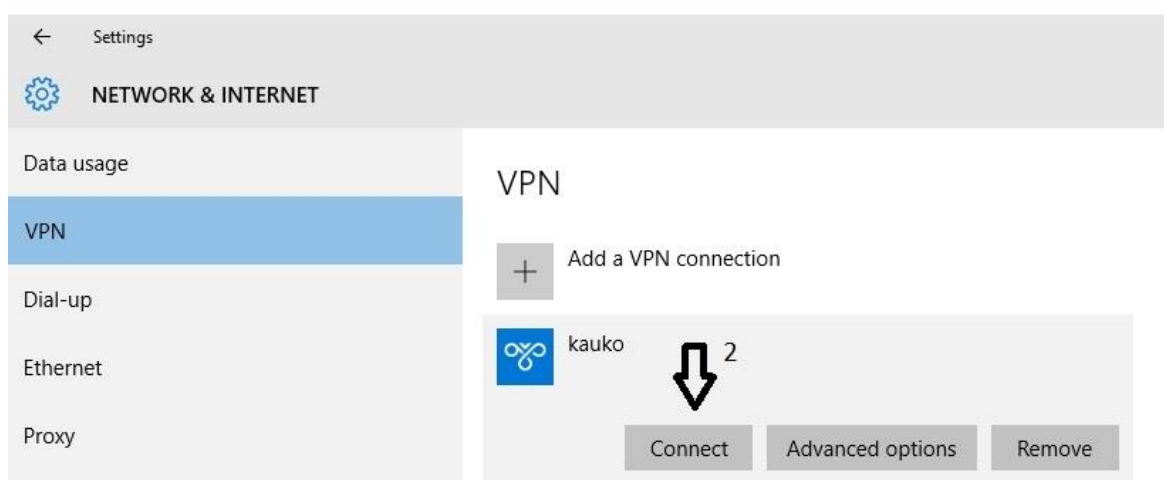 Settings
NETWORK & INTERNET
Data usage
VPN
Dial-up
Ethernet
Proxy
VPN
Add a VPN connection
kauko
2
Connect
Advanced options
Remove